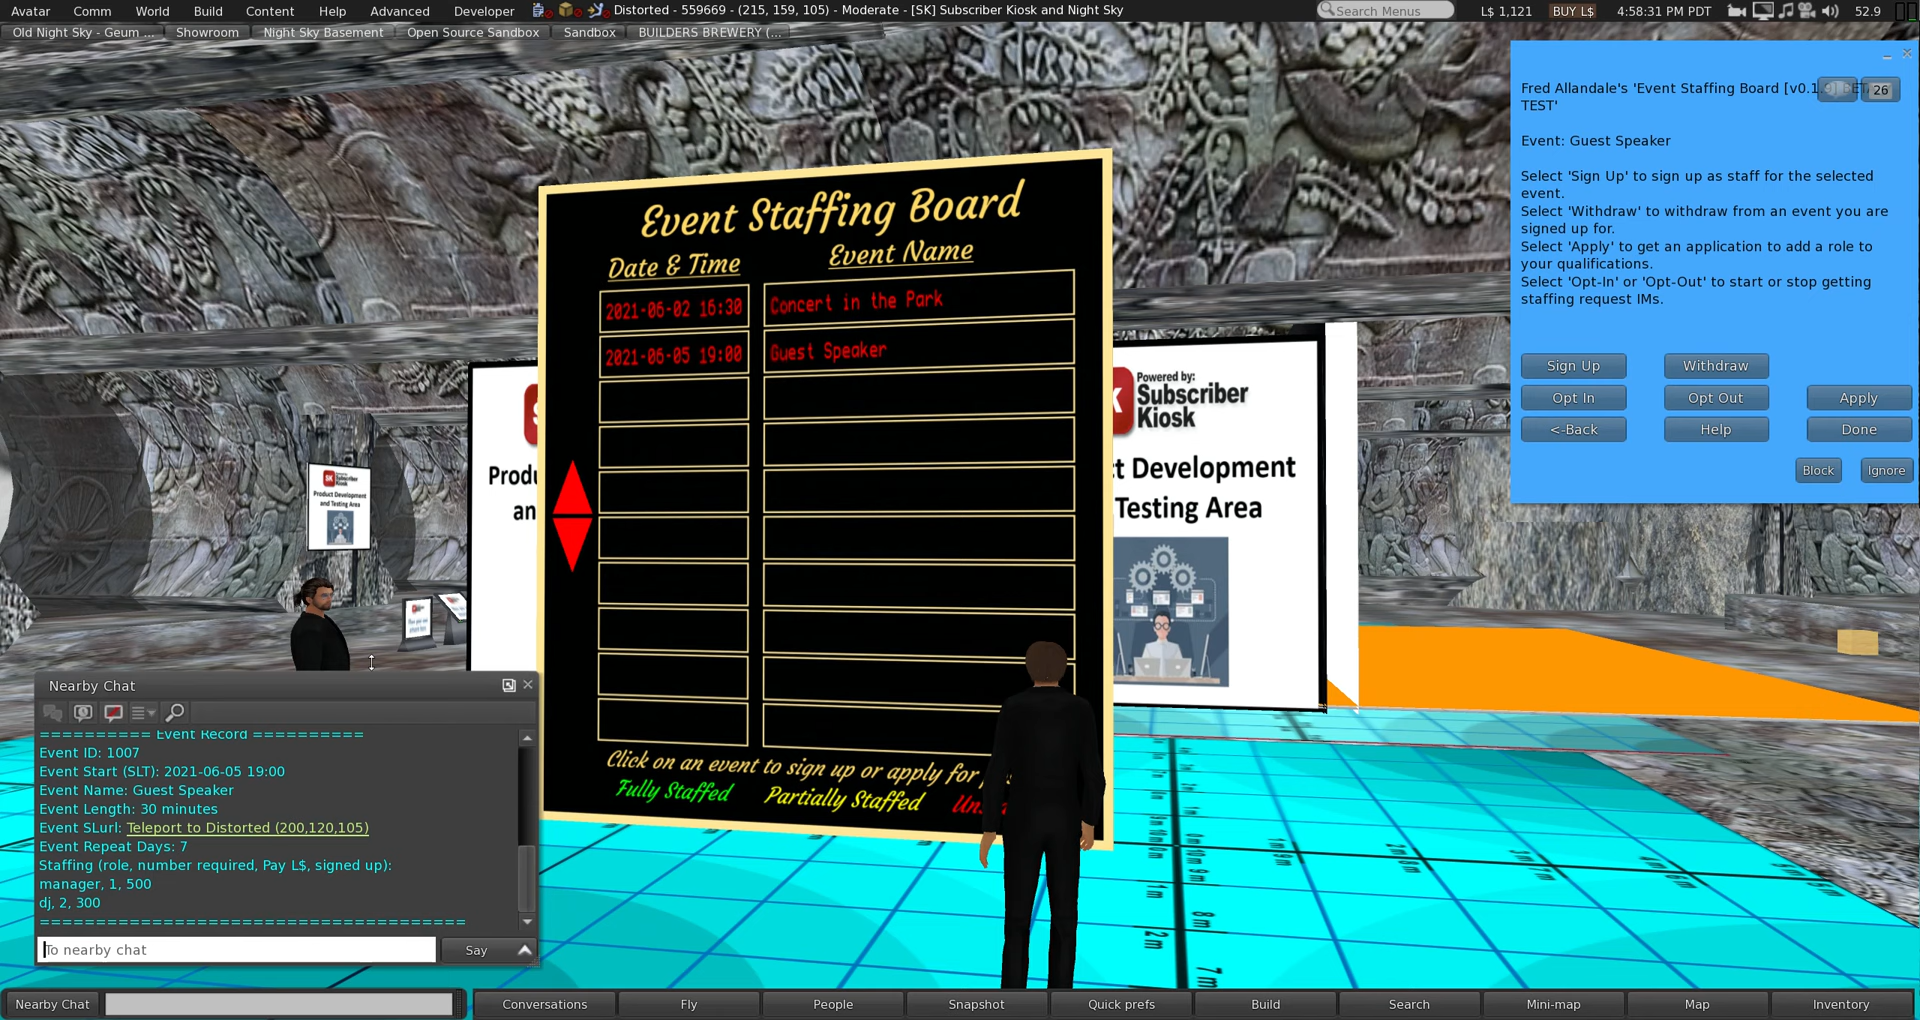 Avatar Comm World Build Content Help Advanced Developer Distorted - 559669 - (215, 159, 105) - Moderate - [SK] Subscriber Kiosk and Night Sky Search Menus L$ 1,121 BUY L$ 4:58:31 PM PDT 52.9
Old Night Sky - Geum ... Showroom Night Sky Basement Open Source Sandbox Sandbox BUILDERS BREWERY (...
Fred Allandale's 'Event Staffing Board [v0.1
26
TEST'
Event: Guest Speaker
Select 'Sign Up' to sign up as staff for the selected
event.
Select 'Withdraw' to withdraw from an event you are
signed up for.
Select 'Apply' to get an application to add a role to
your qualifications.
Select 'Opt-In' or 'Opt-Out' to start or stop getting
staffing request IMs.
Sign Up Withdraw
Opt In Opt Out Apply
<-Back Help Done
Block Ignore
Event Staffing Board
Date & Time Event Name
2021-06-02 16:30 Concert in the Park
2021-06-05 19:00 Guest Speaker
Click on an event to sign up or apply for
Fully Staffed Partially Staffed
Powered by:
Subscriber
Kiosk
Development
Testing Area
SK
Subscriber
Kiosk
Product Development
and Testing Area
Nearby Chat
========== Event Record ==========
Event ID: 1007
Event Start (SLT): 2021-06-05 19:00
Event Name: Guest Speaker
Event Length: 30 minutes
Event SLurl: Teleport to Distorted (200,120,105)
Event Repeat Days: 7
Staffing (role, number required, Pay L$, signed up):
manager, 1, 500
dj, 2, 300
=======================================
To nearby chat Say
Nearby Chat Conversations Fly People Snapshot Quick prefs Build Search Mini-map Map Inventory